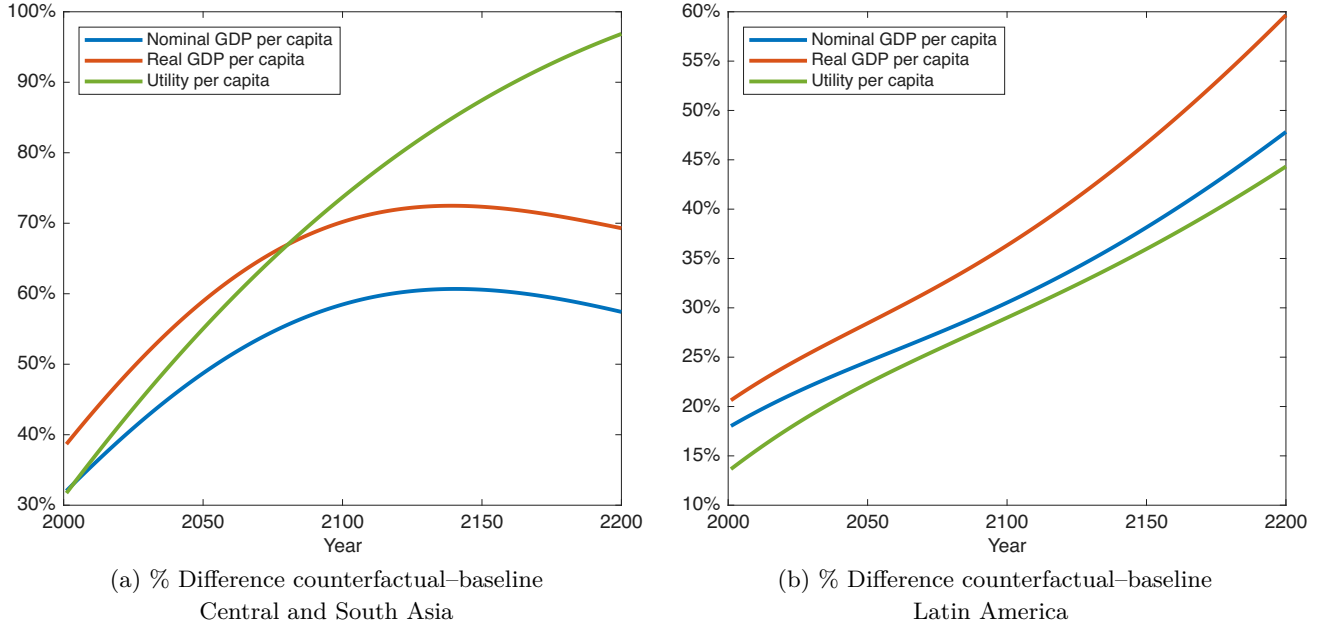 100%
90%
80%
70%
60%
50%
40%
30%
Nominal GDP per capita
Real GDP per capita
Utility per capita
2000 2050 2100 2150 2200
Year
(a) % Difference counterfactual–baseline
Central and South Asia
60%
55%
50%
45%
40%
35%
30%
25%
20%
15%
10%
Nominal GDP per capita
Real GDP per capita
Utility per capita
2000 2050 2100 2150 2200
Year
(b) % Difference counterfactual–baseline
Latin America